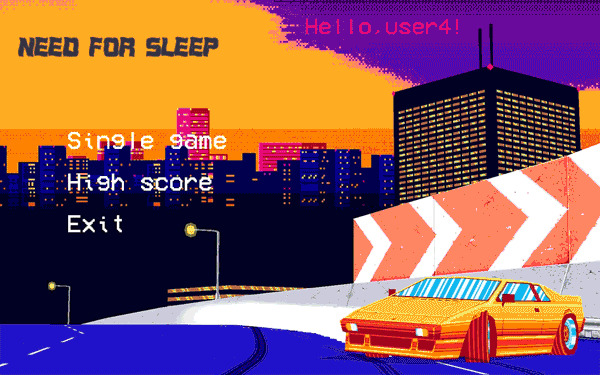 Hello,user4!
NEED FOR SLEEP
Single game
High score
Exit